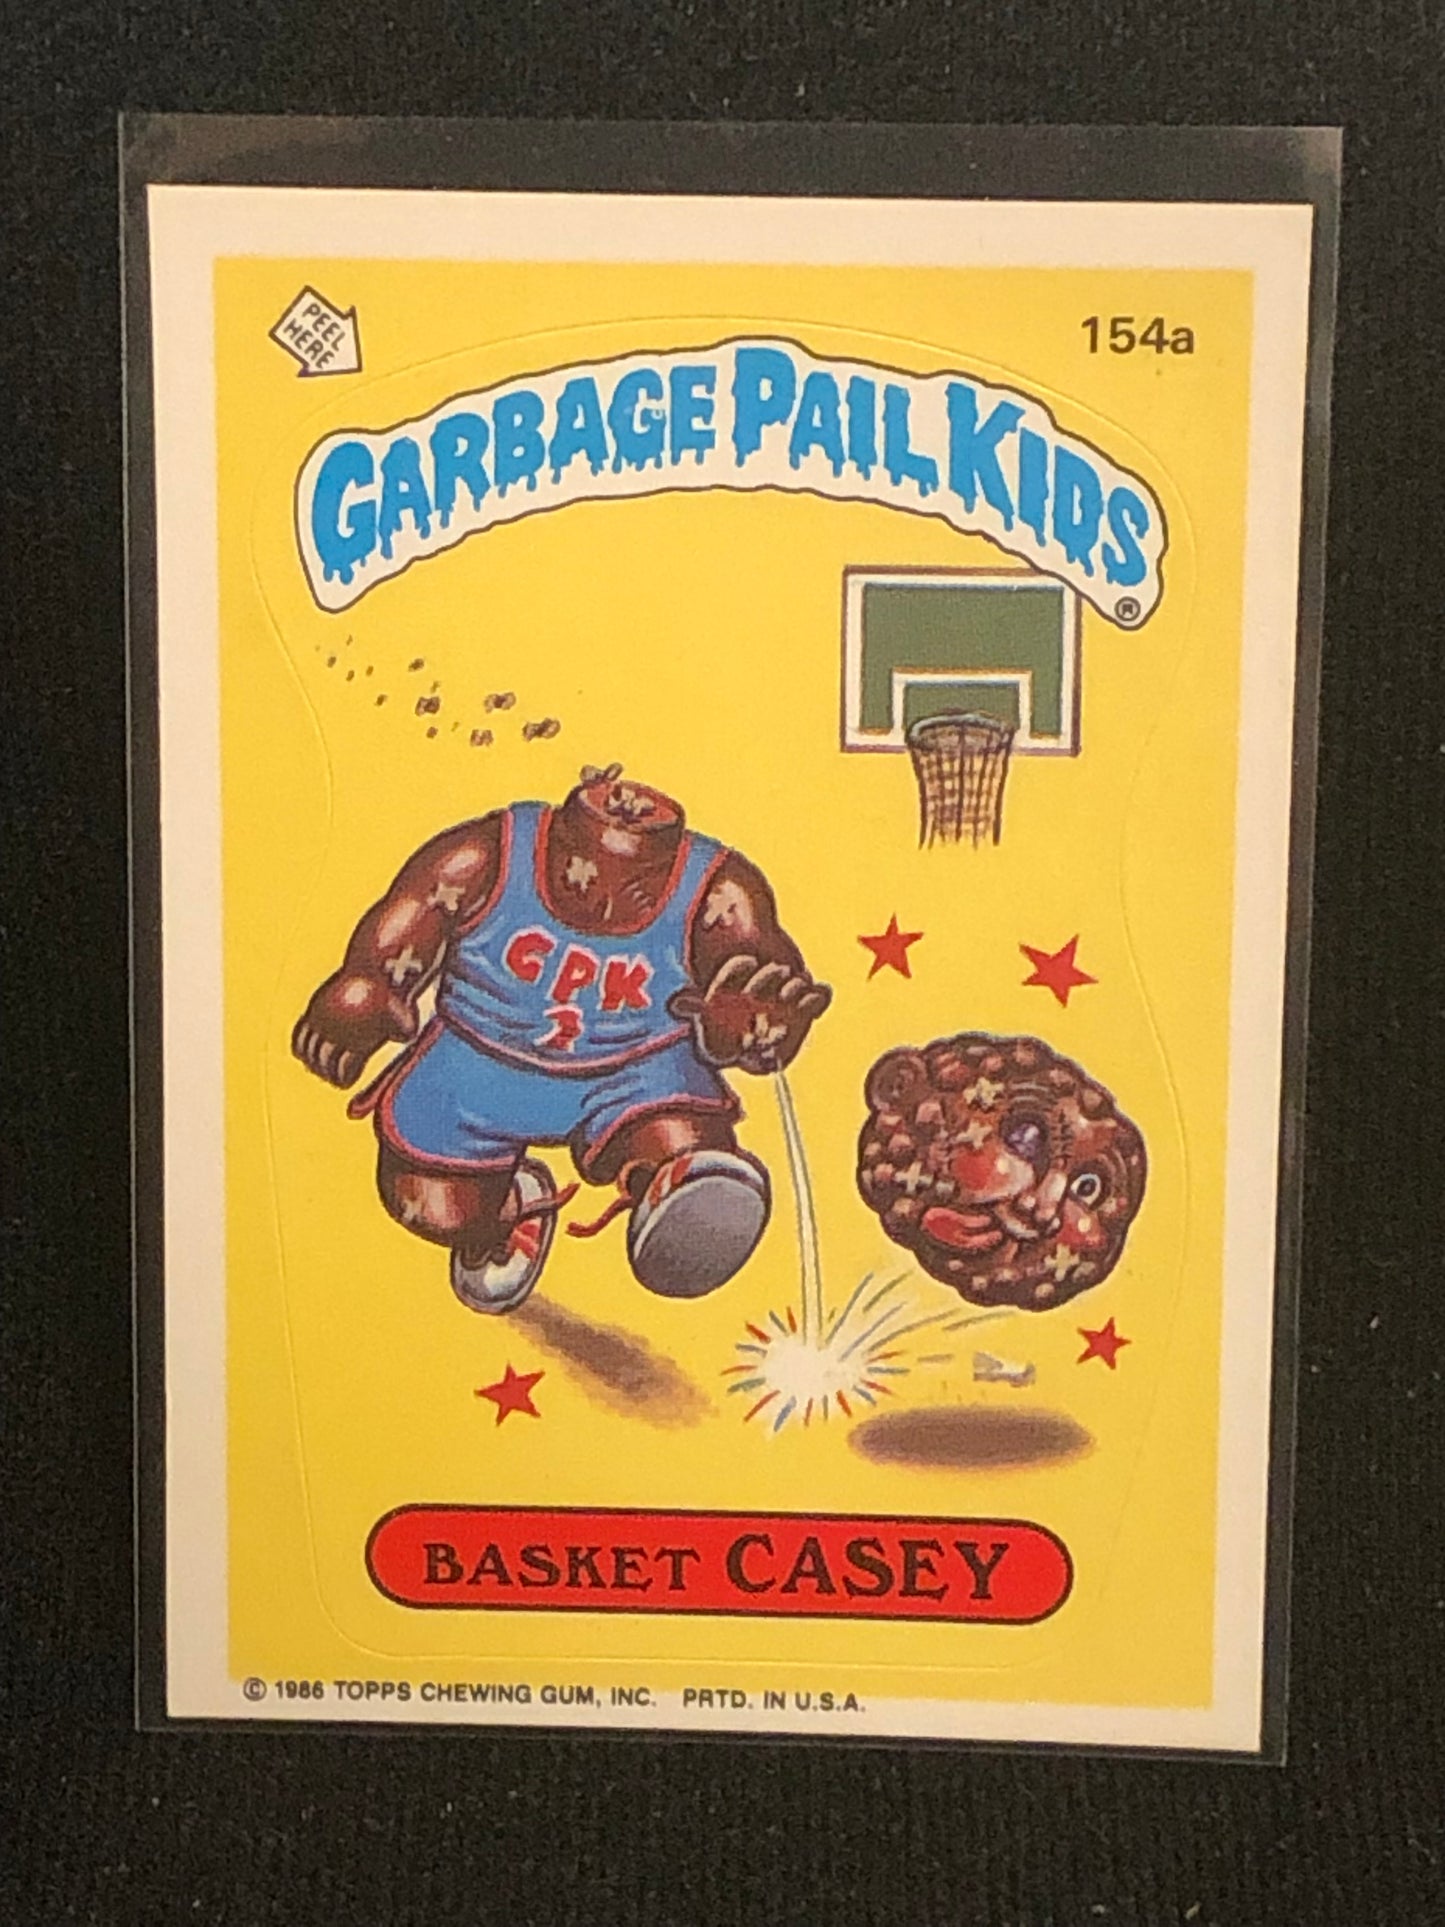 PEEL
HERE
154a
GARBAGE PAIL KIDS
®
GPK
BASKET CASEY
© 1986 TOPPS CHEWING GUM, INC. PRTD. IN U.S.A.